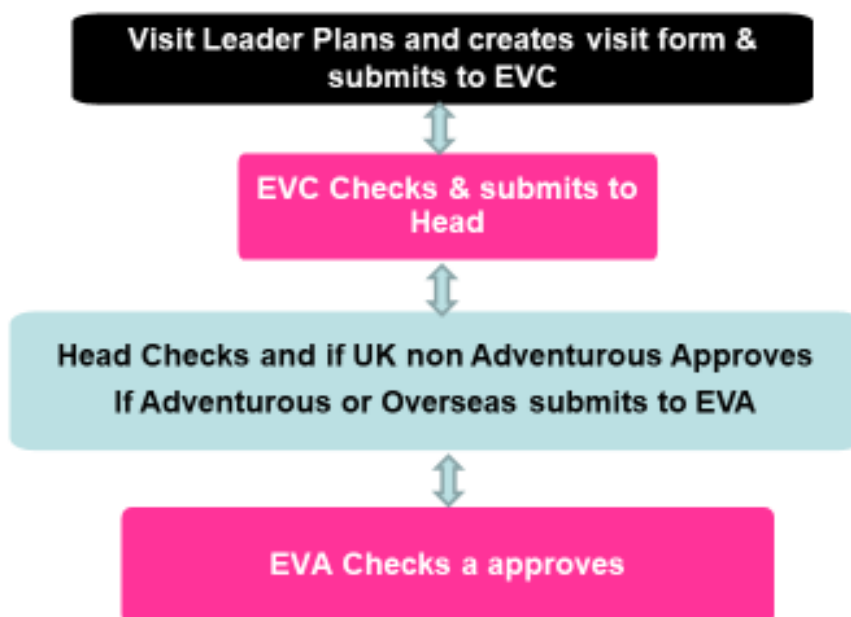 Visit Leader Plans and creates visit form &
submits to EVC
EVC Checks & submits to
Head
Head Checks and if UK non Adventurous Approves
If Adventurous or Overseas submits to EVA
EVA Checks a approves